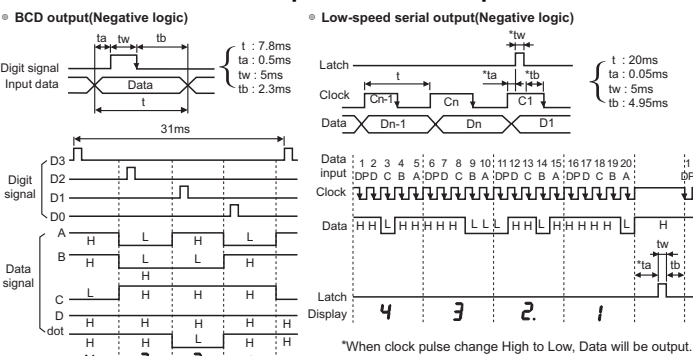 BCD output(Negative logic)
Digit signal
Input data
ta tw tb
Data
t
t : 7.8ms
ta : 0.5ms
tw : 5ms
tb : 2.3ms
31ms
Digit signal
D3
D2
D1
D0
Data signal
A H L H L
B H L L H
H
C L H H H
D H H H H H
dot H H L H H
Low-speed serial output(Negative logic)
*tw
Latch
t *ta *tb
Clock Cn-1 Cn C1
Data Dn-1 Dn D1
t : 20ms
ta : 0.05ms
tw : 5ms
tb : 4.95ms
Data input 1 2 3 4 5 6 7 8 9 10 11 12 13 14 15 16 17 18 19 20 1
DP D C B A DP D C B A DP D C B A DP D C B A
Clock
Data H H L H H H H H L L L H H L H H H H H L H
tw
*ta tb
Latch
Display 4 3 2. 1
*When clock pulse change High to Low, Data will be output.